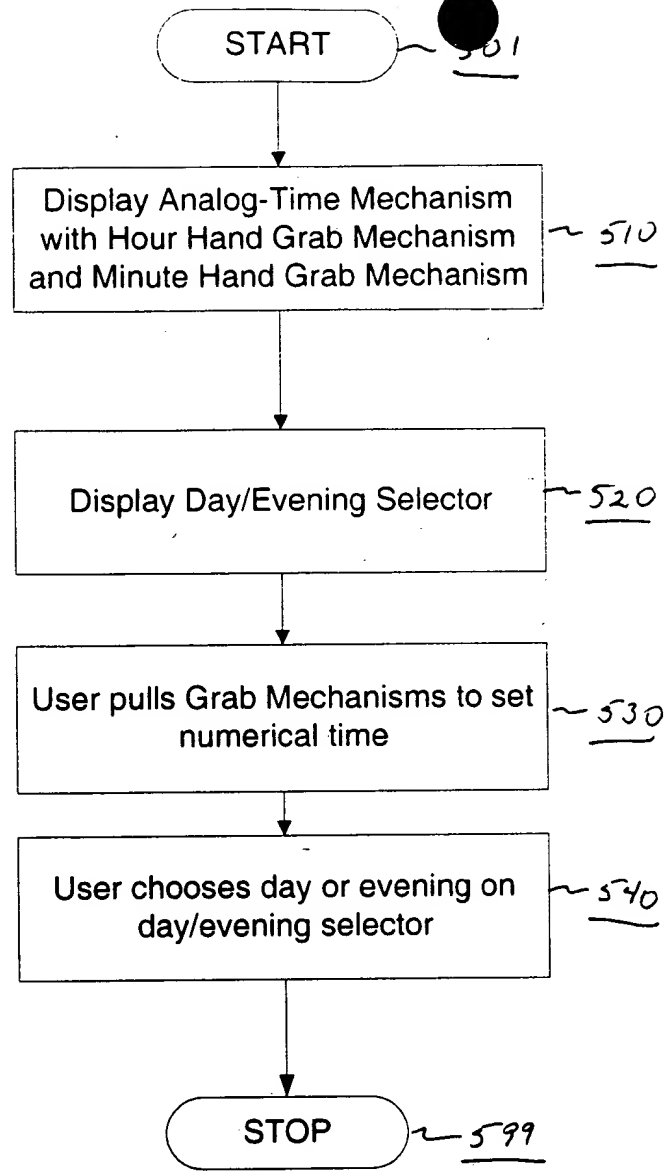 START
Display Analog-Time Mechanism
with Hour Hand Grab Mechanism
and Minute Hand Grab Mechanism
510
Display Day/Evening Selector
520
User pulls Grab Mechanisms to set
numerical time
530
User chooses day or evening on
day/evening selector
540
STOP
599